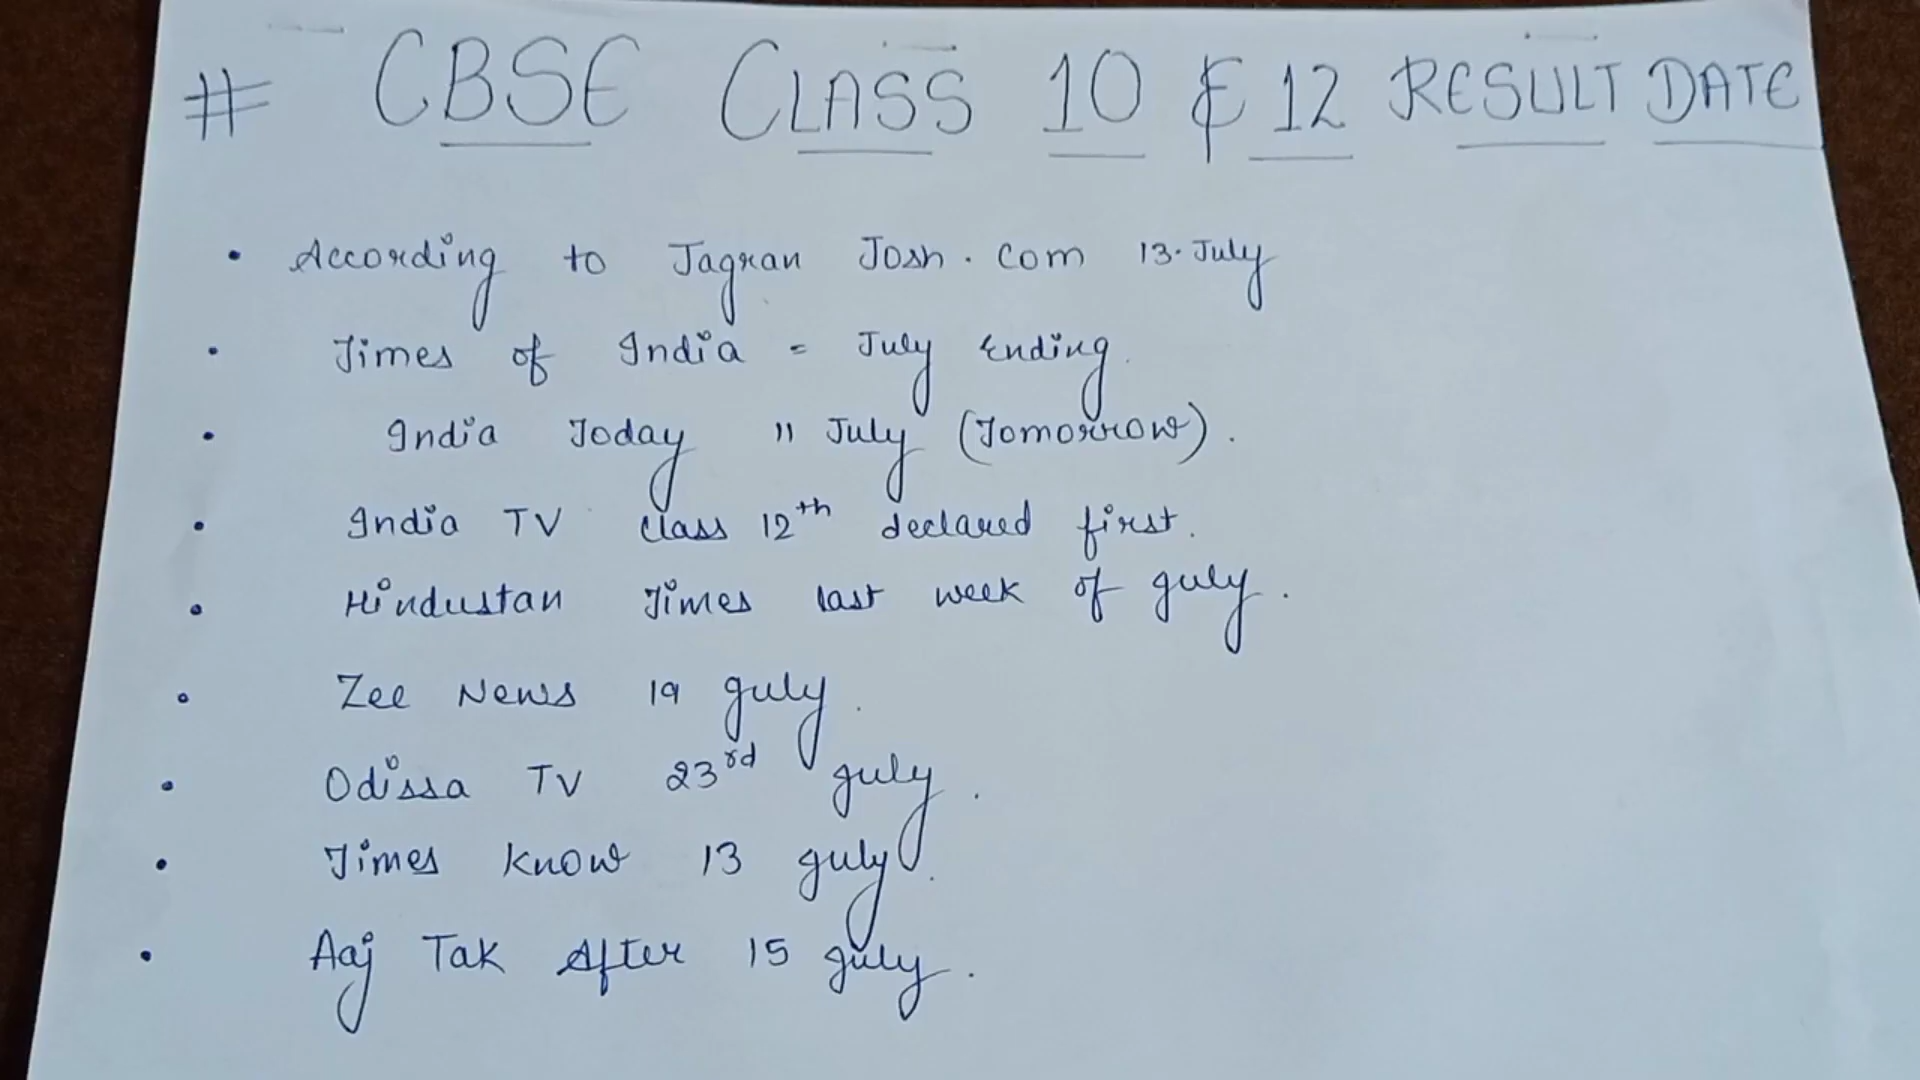 # CBSE CLASS 10 & 12 RESULT DATE
• According to Jagran Josh.com 13.July
• Times of India = July Ending.
• India Today 11 July (Tomorrow).
• India TV Class 12th declared first.
• Hindustan Times last week of July.
• Zee News 19 July.
• Odissa TV 23rd July.
• Times Know 13 July.
• Aaj Tak After 15 July.